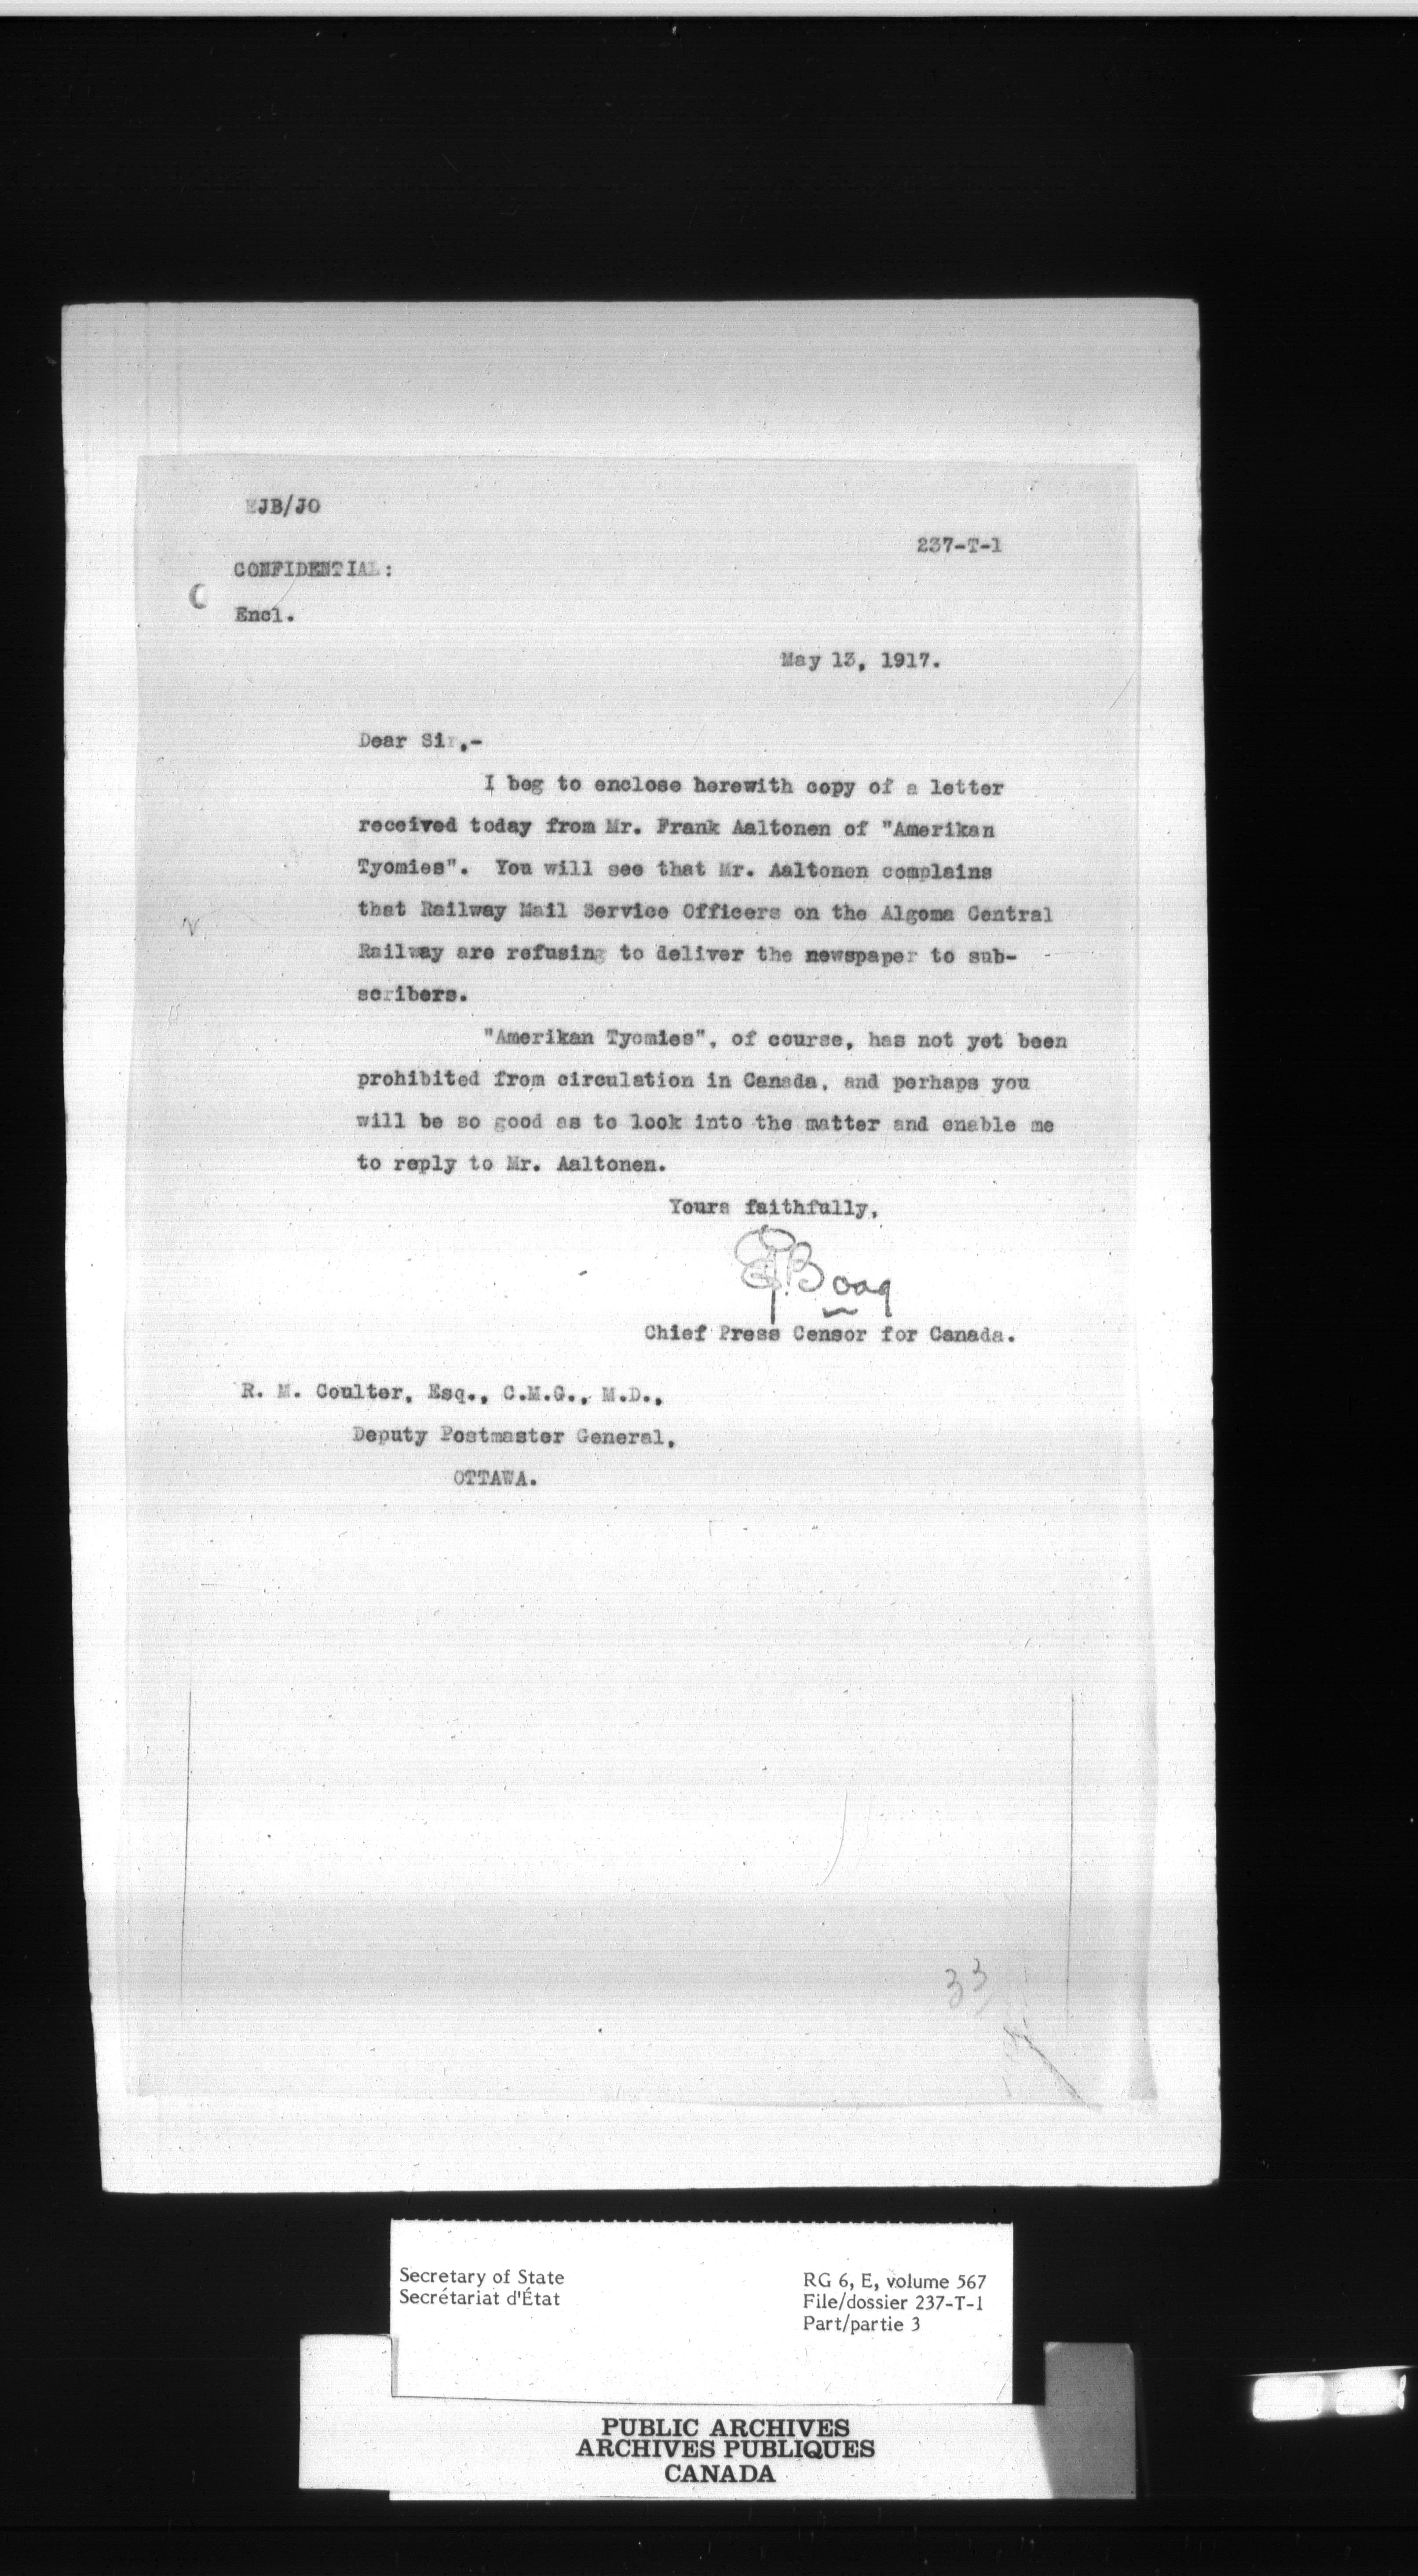 EJB/JO
237-T-1
CONFIDENTIAL:
Encl.
May 13, 1917.
Dear Sir,-
I beg to enclose herewith copy of a letter
received today from Mr. Frank Aaltonen of "Amerikan
Tyomies". You will see that Mr. Aaltonen complains
that Railway Mail Service Officers on the Algoma Central
Railway are refusing to deliver the newspaper to sub-
scribers.
"Amerikan Tyomies", of course, has not yet been
prohibited from circulation in Canada, and perhaps you
will be so good as to look into the matter and enable me
to reply to Mr. Aaltonen.
Yours faithfully,
EJBoag
Chief Press Censor for Canada.
R. M. Coulter, Esq., C.M.G., M.D.,
Deputy Postmaster General,
OTTAWA.
33
Secretary of State
Secrétariat d'État
RG 6, E, volume 567
File/dossier 237-T-1
Part/partie 3
PUBLIC ARCHIVES
ARCHIVES PUBLIQUES
CANADA